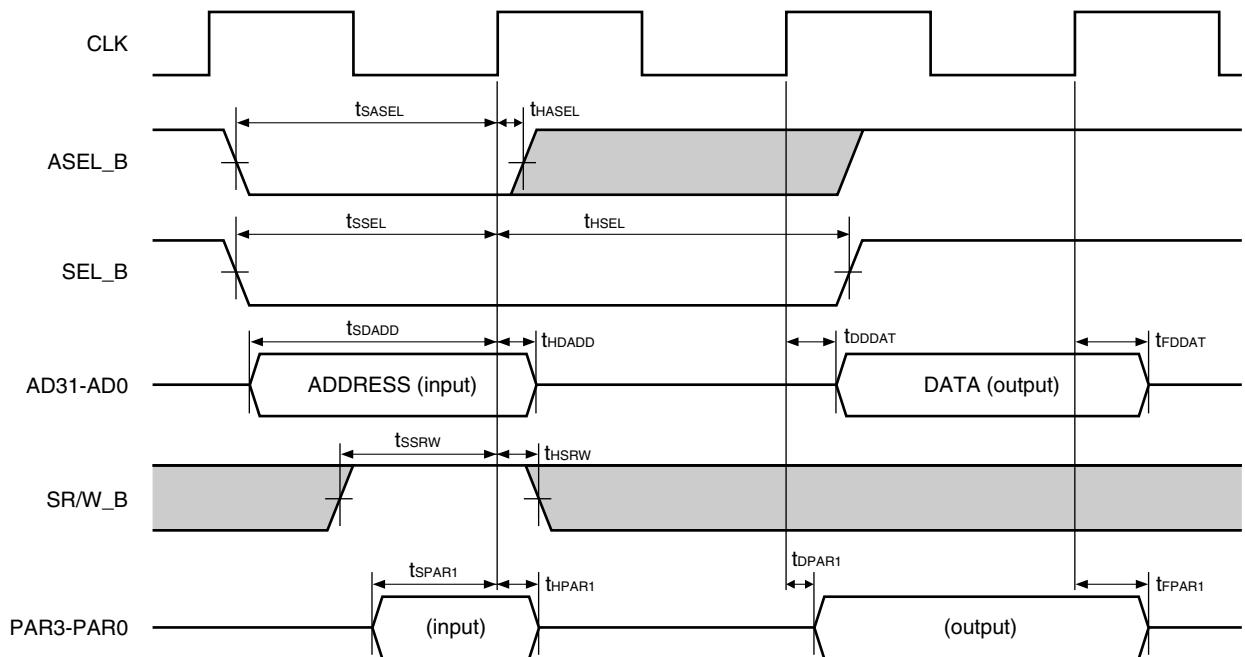 CLK
tSASEL
tHASEL
ASEL_B
tSSEL
tHSEL
SEL_B
tSDADD
tHDADD
tDDDAT
tFDDAT
AD31-AD0
ADDRESS (input)
DATA (output)
tSSRW
tHSRW
SR/W_B
tSPAR1
tHPAR1
tDPAR1
tFPAR1
PAR3-PAR0
(input)
(output)